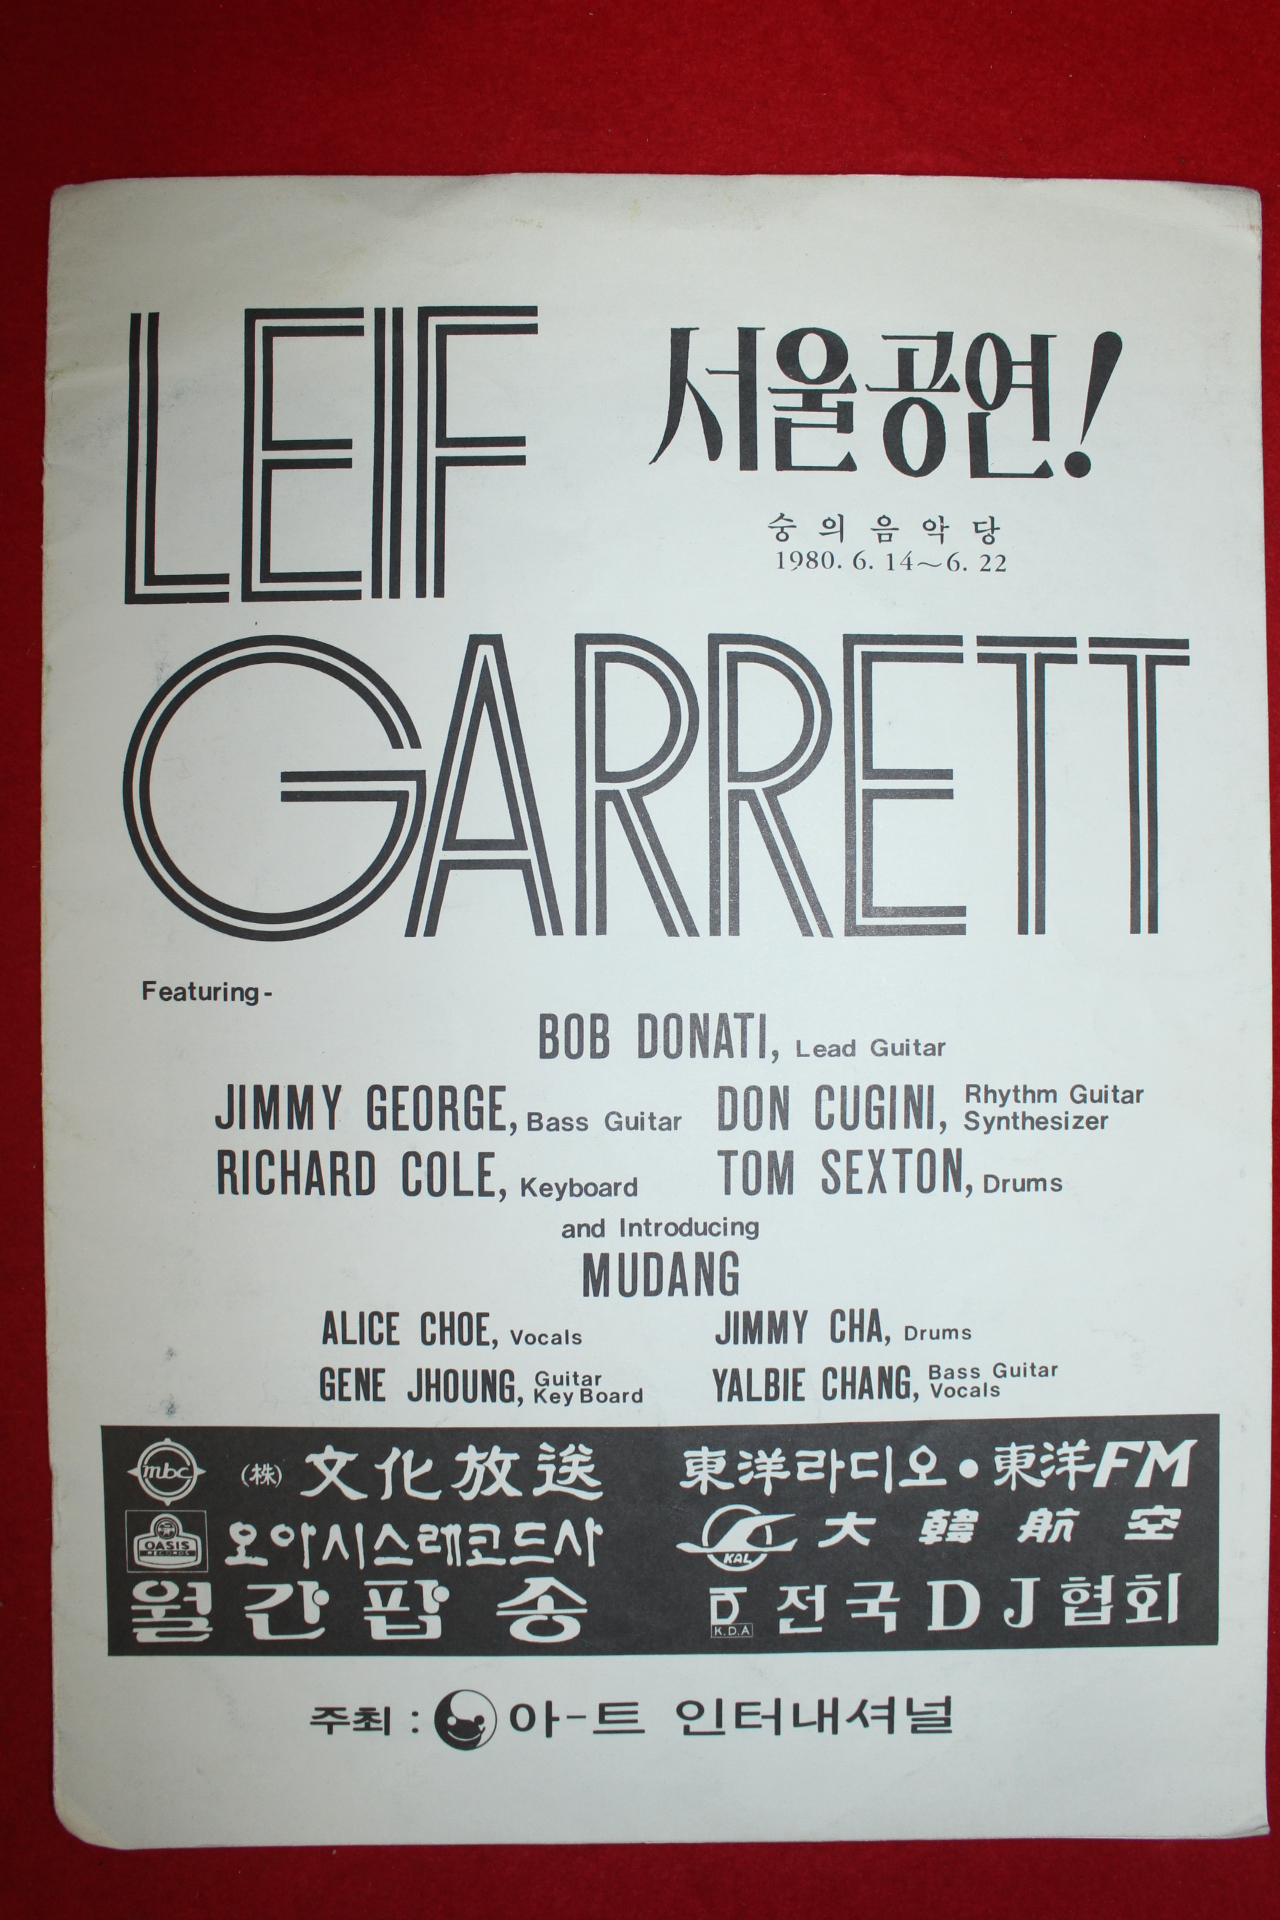 LEIF
서울공연!
숭의음악당
1980. 6. 14~6. 22
GARRETT
Featuring-
BOB DONATI, Lead Guitar
JIMMY GEORGE, Bass Guitar
DON CUGINI, Rhythm Guitar Synthesizer
RICHARD COLE, Keyboard
TOM SEXTON, Drums
and Introducing
MUDANG
ALICE CHOE, Vocals
JIMMY CHA, Drums
GENE JHOUNG, Guitar Key Board
YALBIE CHANG, Bass Guitar Vocals
mbc (株)文化放送
東洋라디오·東洋FM
OASIS RECORDS 오아시스레코드사
KAL 大韓航空
월간팝송
D K.D.A 전국DJ협회
주최 : 아-트 인터내셔널